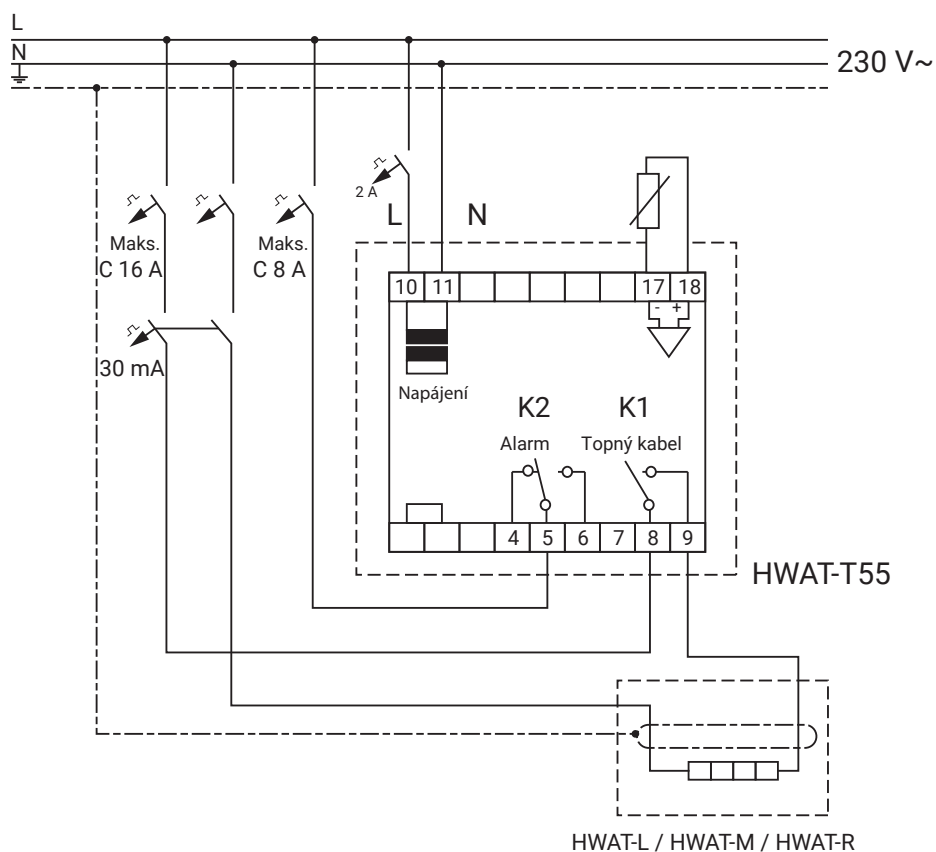 L
N
230 V~
2 A
L N
Maks.
C 16 A
Maks.
C 8 A
10 11 17 18
- +
30 mA
Napájení
K2 K1
Alarm Topný kabel
4 5 6 7 8 9
HWAT-T55
HWAT-L / HWAT-M / HWAT-R